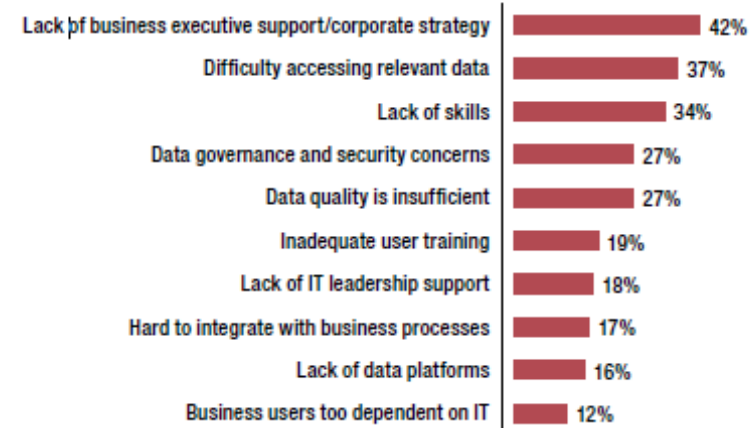 Lack of business executive support/corporate strategy 42%
Difficulty accessing relevant data 37%
Lack of skills 34%
Data governance and security concerns 27%
Data quality is insufficient 27%
Inadequate user training 19%
Lack of IT leadership support 18%
Hard to integrate with business processes 17%
Lack of data platforms 16%
Business users too dependent on IT 12%